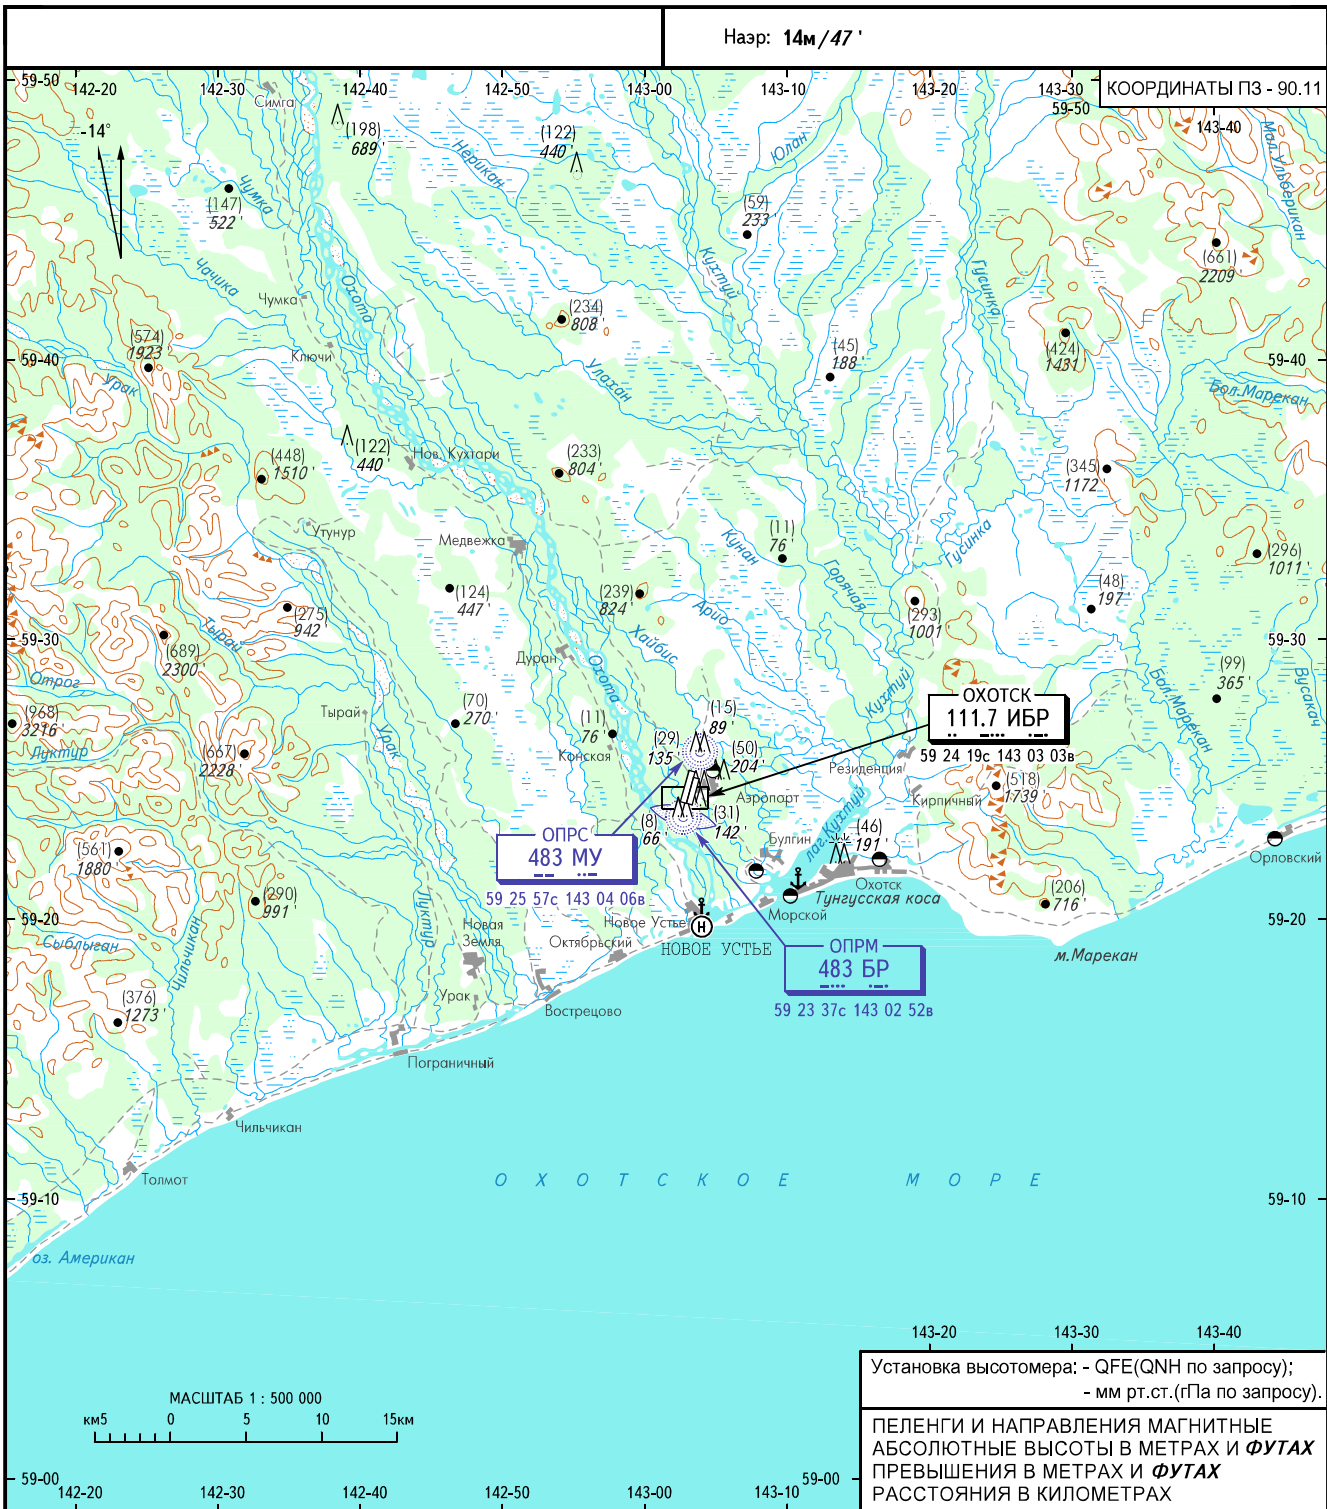 Наэр: 14м/47'
КООРДИНАТЫ ПЗ - 90.11
59-50
142-20
142-30
142-40
142-50
143-00
143-10
143-20
143-30
59-50
143-40
-14°
Симга
(198)
689'
(122)
440'
Нерикан
Юлан
Мал.Ульберикан
Чумка
(147)
522'
(59)
233'
(661)
2209'
Чачика
Чумка
Охота
Кухтуй
Гусинка
(234)
808'
(574)
1923'
(424)
1431'
59-40
Ключи
(45)
188'
59-40
Урак
Улахан
Бол.Марекан
(122)
440'
Нов. Кухтари
(448)
1510'
(233)
804'
(345)
1172'
Утунур
Медвежка
Кунан
(11)
76'
Гусинка
(296)
1011'
Горячая
(124)
447'
(239)
824'
Арио
(293)
1001'
(48)
197'
(275)
942'
59-30
Тырай
(689)
2300'
Хайбис
59-30
Дуран
Охота
Отрог
Бол.Марекан
Вусакач
(99)
365'
Кухтуй
ОХОТСК
111.7 ИБР
59 24 19с 143 03 03в
Тырай
(70)
270'
(11)
76'
(15)
89'
(968)
3216'
Луктир
Урак
(29)
135'
(50)
204'
Конская
(667)
2228'
Резиденция
Аэропорт
Кирпичный
(518)
1739'
(8)
66'
(31)
142'
лаг.Кухтуй
(46)
191'
ОПРС
483 МУ
59 25 57с 143 04 06в
Булгин
(561)
1880'
Орловский
Охотск
(290)
991'
Тунгусская коса
(206)
716'
Луктур
Морской
59-20
Новая
Земля
Новое Устье
59-20
Сыблыган
Чильчикан
Октябрьский
НОВОЕ УСТЬЕ
ОПРМ
483 БР
59 23 37с 143 02 52в
м.Марекан
(376)
1273'
Урак
Вострецово
Пограничный
Чильчикан
Толмот
ОХОТСКОЕ МОРЕ
59-10
59-10
оз. Американ
143-20
143-30
143-40
Установка высотомера: - QFE(QNH по запросу);
- мм рт.ст.(гПа по запросу).
МАСШТАБ 1 : 500 000
км5
0
5
10
15км
ПЕЛЕНГИ И НАПРАВЛЕНИЯ МАГНИТНЫЕ
АБСОЛЮТНЫЕ ВЫСОТЫ В МЕТРАХ И ФУТАХ
ПРЕВЫШЕНИЯ В МЕТРАХ И ФУТАХ
РАССТОЯНИЯ В КИЛОМЕТРАХ
59-00
142-20
142-30
142-40
142-50
143-00
143-10
59-00
H